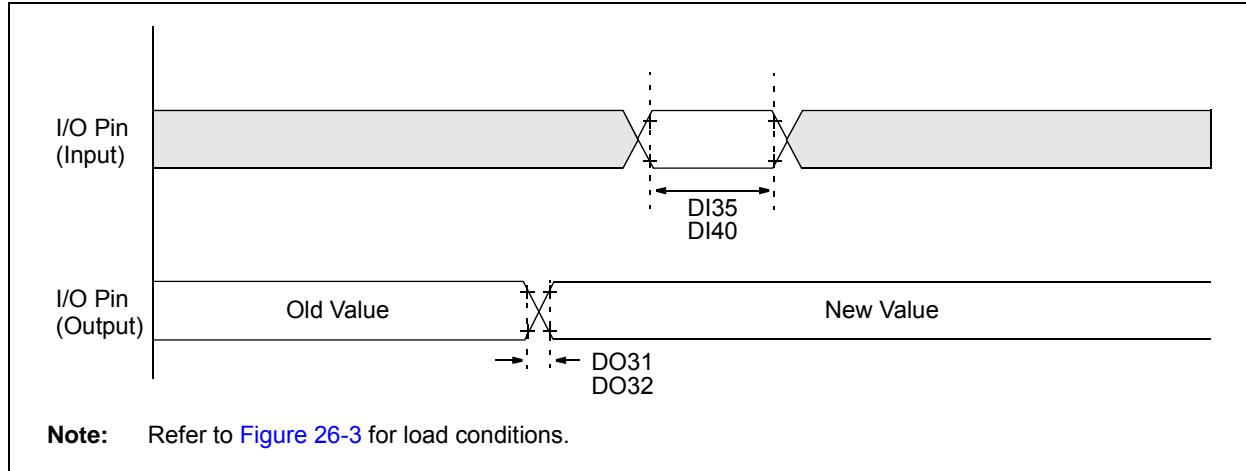 I/O Pin
(Input)
DI35
DI40
I/O Pin
(Output)
Old Value
New Value
DO31
DO32
Note: Refer to Figure 26-3 for load conditions.